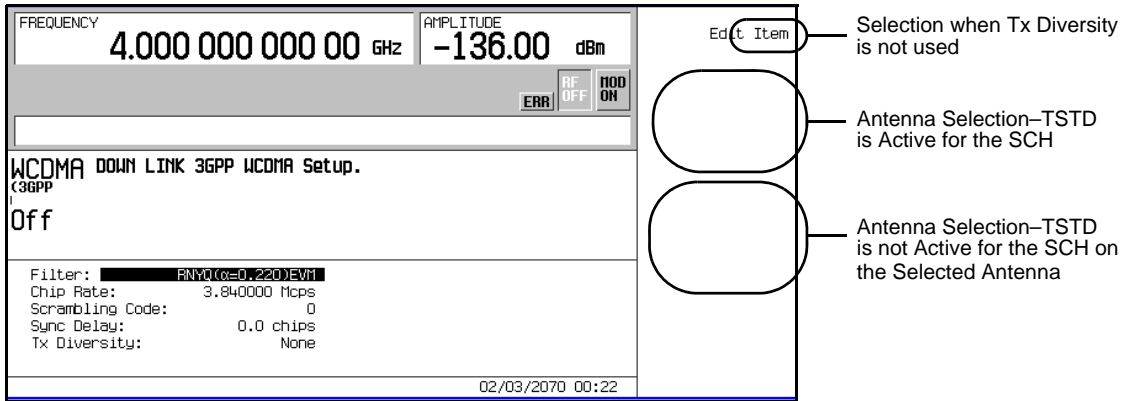 FREQUENCY
4.000 000 000 00 GHz
AMPLITUDE
-136.00 dBm
ERR
RF OFF
MOD ON
WCDMA DOWN LINK 3GPP WCDMA Setup.
(3GPP
Off
Filter: RNYQ(α=0.220)EVM
Chip Rate: 3.840000 Mcps
Scrambling Code: 0
Sync Delay: 0.0 chips
Tx Diversity: None
02/03/2070 00:22
Edit Item
Selection when Tx Diversity
is not used
Antenna Selection–TSTD
is Active for the SCH
Antenna Selection–TSTD
is not Active for the SCH on
the Selected Antenna